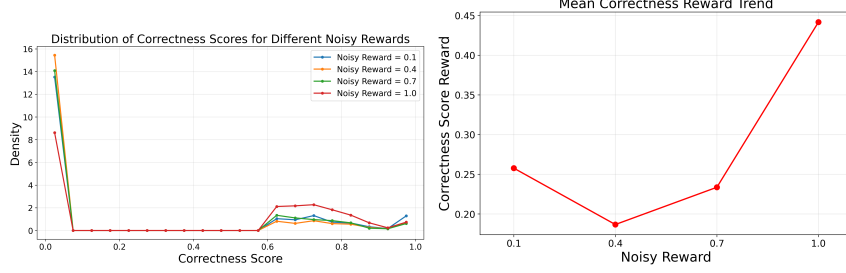 Distribution of Correctness Scores for Different Noisy Rewards
Density
16
14
12
10
8
6
4
2
0
Noisy Reward = 0.1
Noisy Reward = 0.4
Noisy Reward = 0.7
Noisy Reward = 1.0
0.0 0.2 0.4 0.6 0.8 1.0
Correctness Score
Mean Correctness Reward Trend
Correctness Score Reward
0.45
0.40
0.35
0.30
0.25
0.20
0.1 0.4 0.7 1.0
Noisy Reward